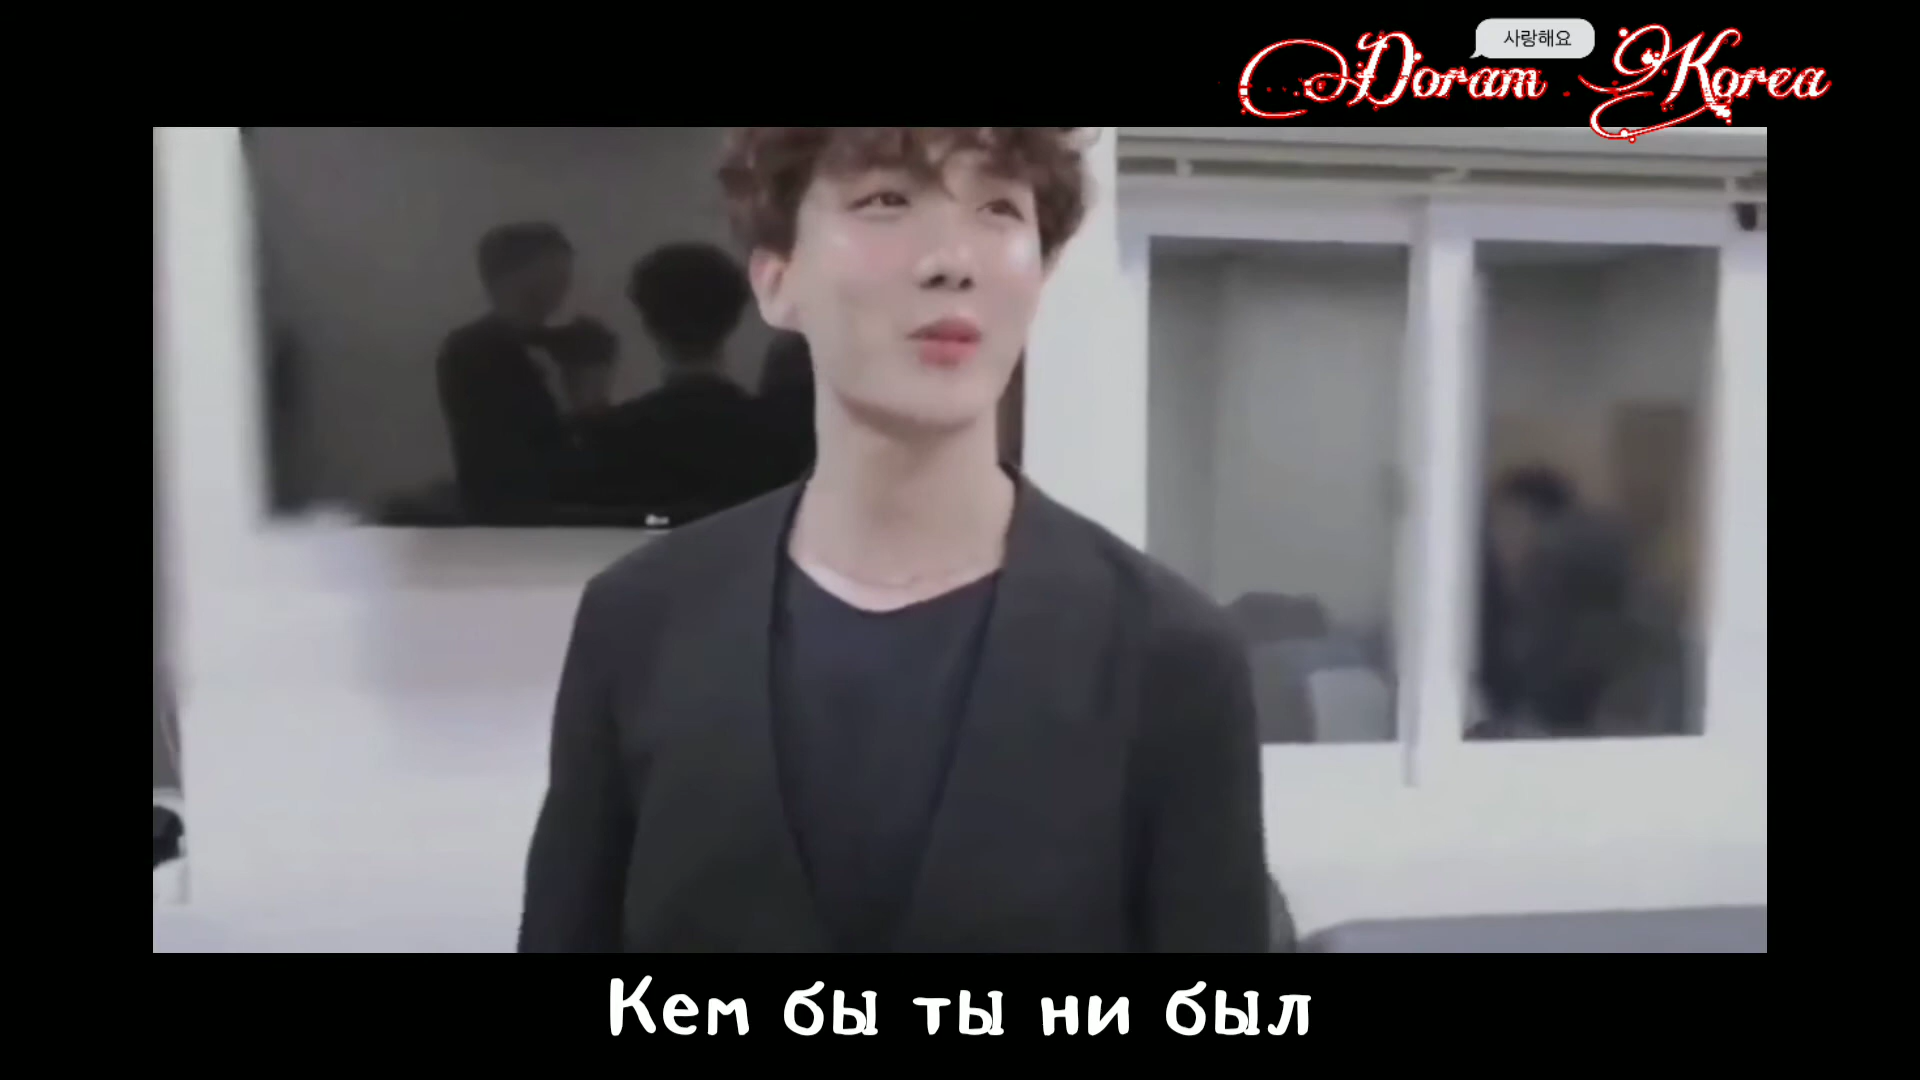 사랑해요
Doram Korea
Кем бы ты ни был